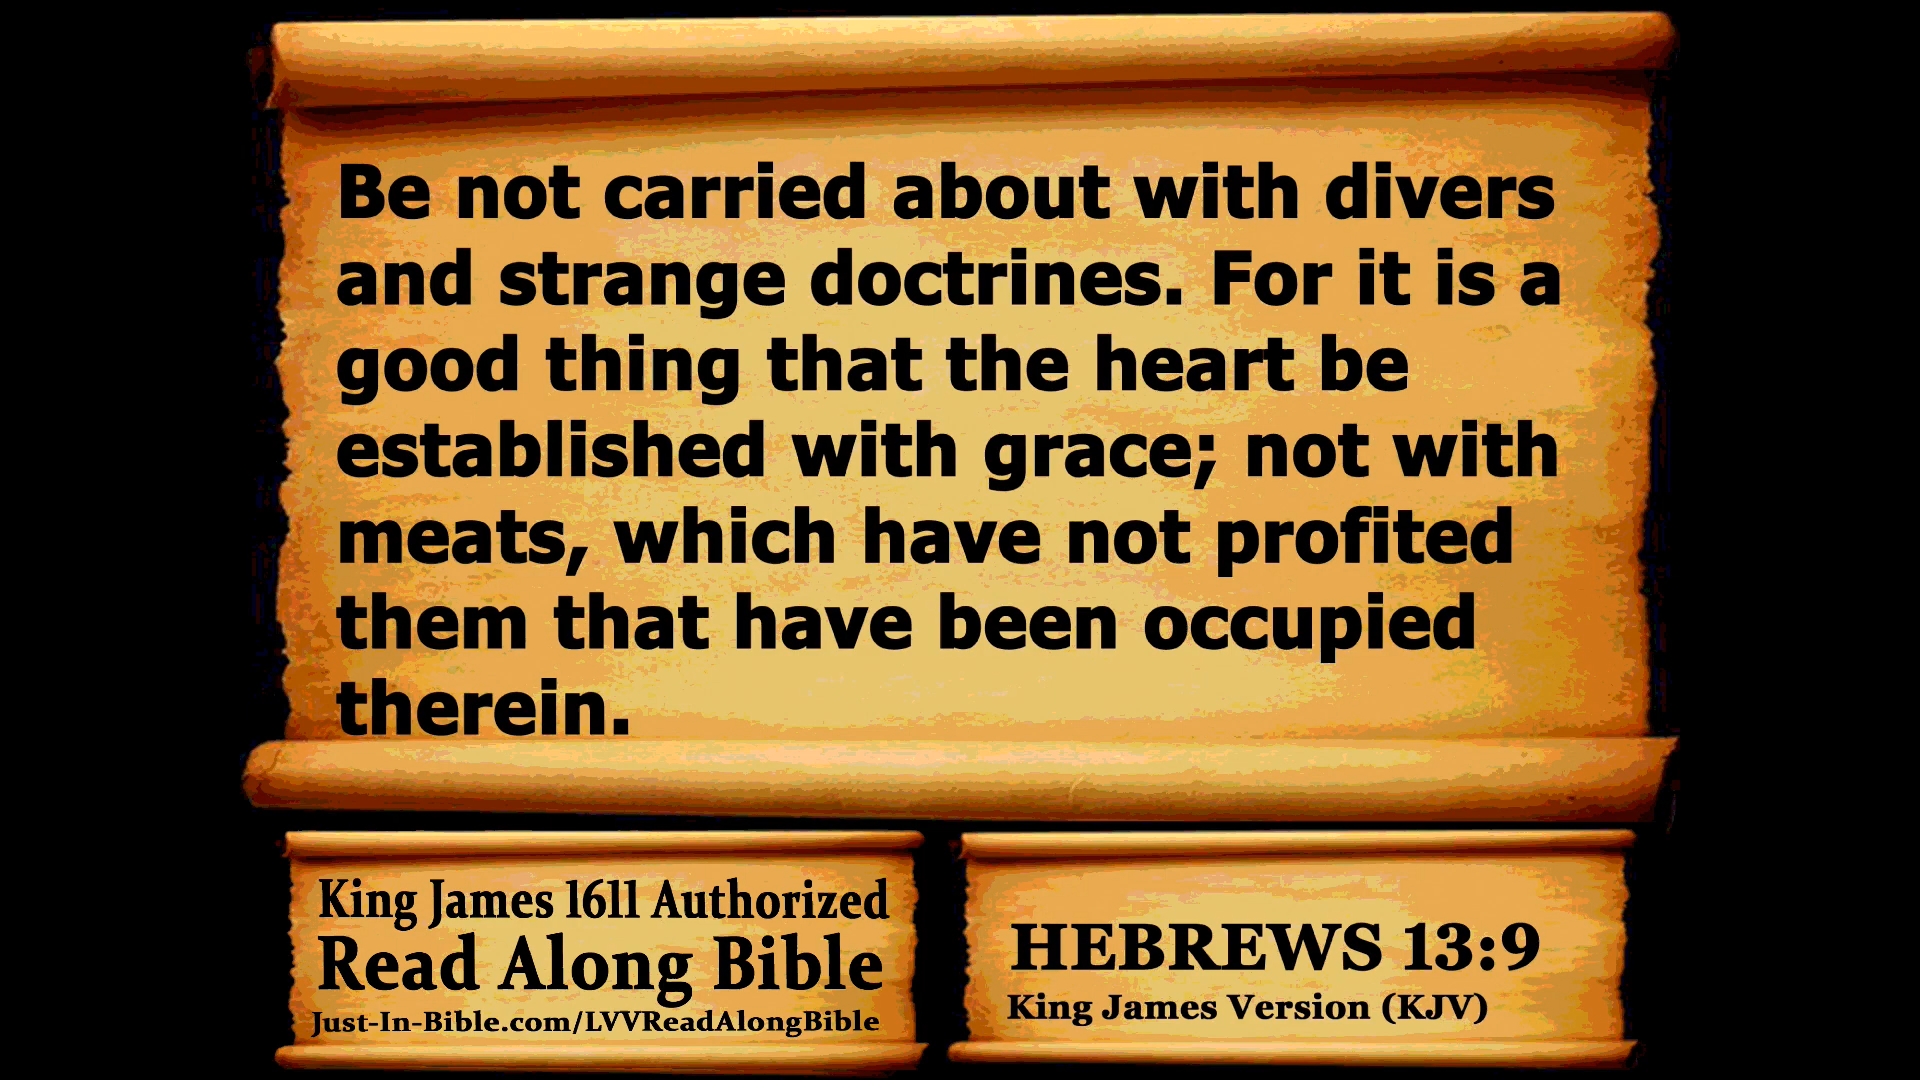 Be not carried about with divers
and strange doctrines. For it is a
good thing that the heart be
established with grace; not with
meats, which have not profited
them that have been occupied
therein.
King James 1611 Authorized
Read Along Bible
Just-In-Bible.com/LVVReadAlongBible
HEBREWS 13:9
King James Version (KJV)